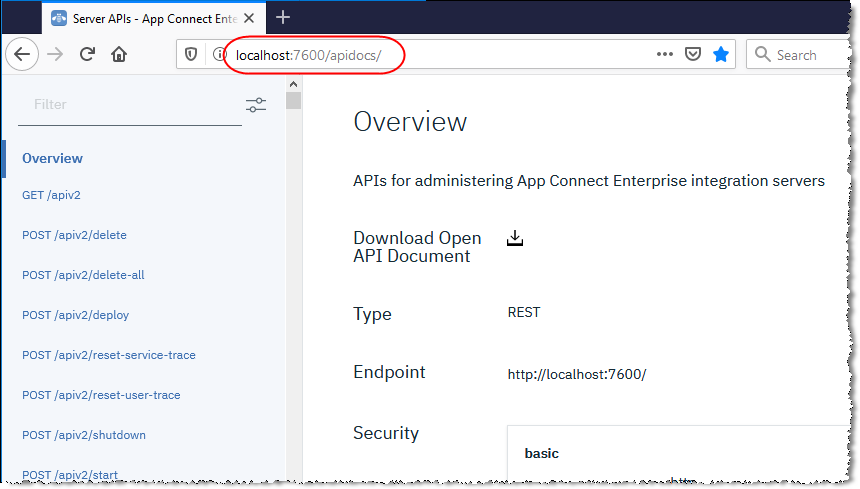 Server APIs - App Connect Ente
localhost:7600/apidocs/
Search
Filter
Overview
GET /apiv2
POST /apiv2/delete
POST /apiv2/delete-all
POST /apiv2/deploy
POST /apiv2/reset-service-trace
POST /apiv2/reset-user-trace
POST /apiv2/shutdown
POST /apiv2/start
Overview
APIs for administering App Connect Enterprise integration servers
Download Open
API Document
Type
REST
Endpoint
http://localhost:7600/
Security
basic
http